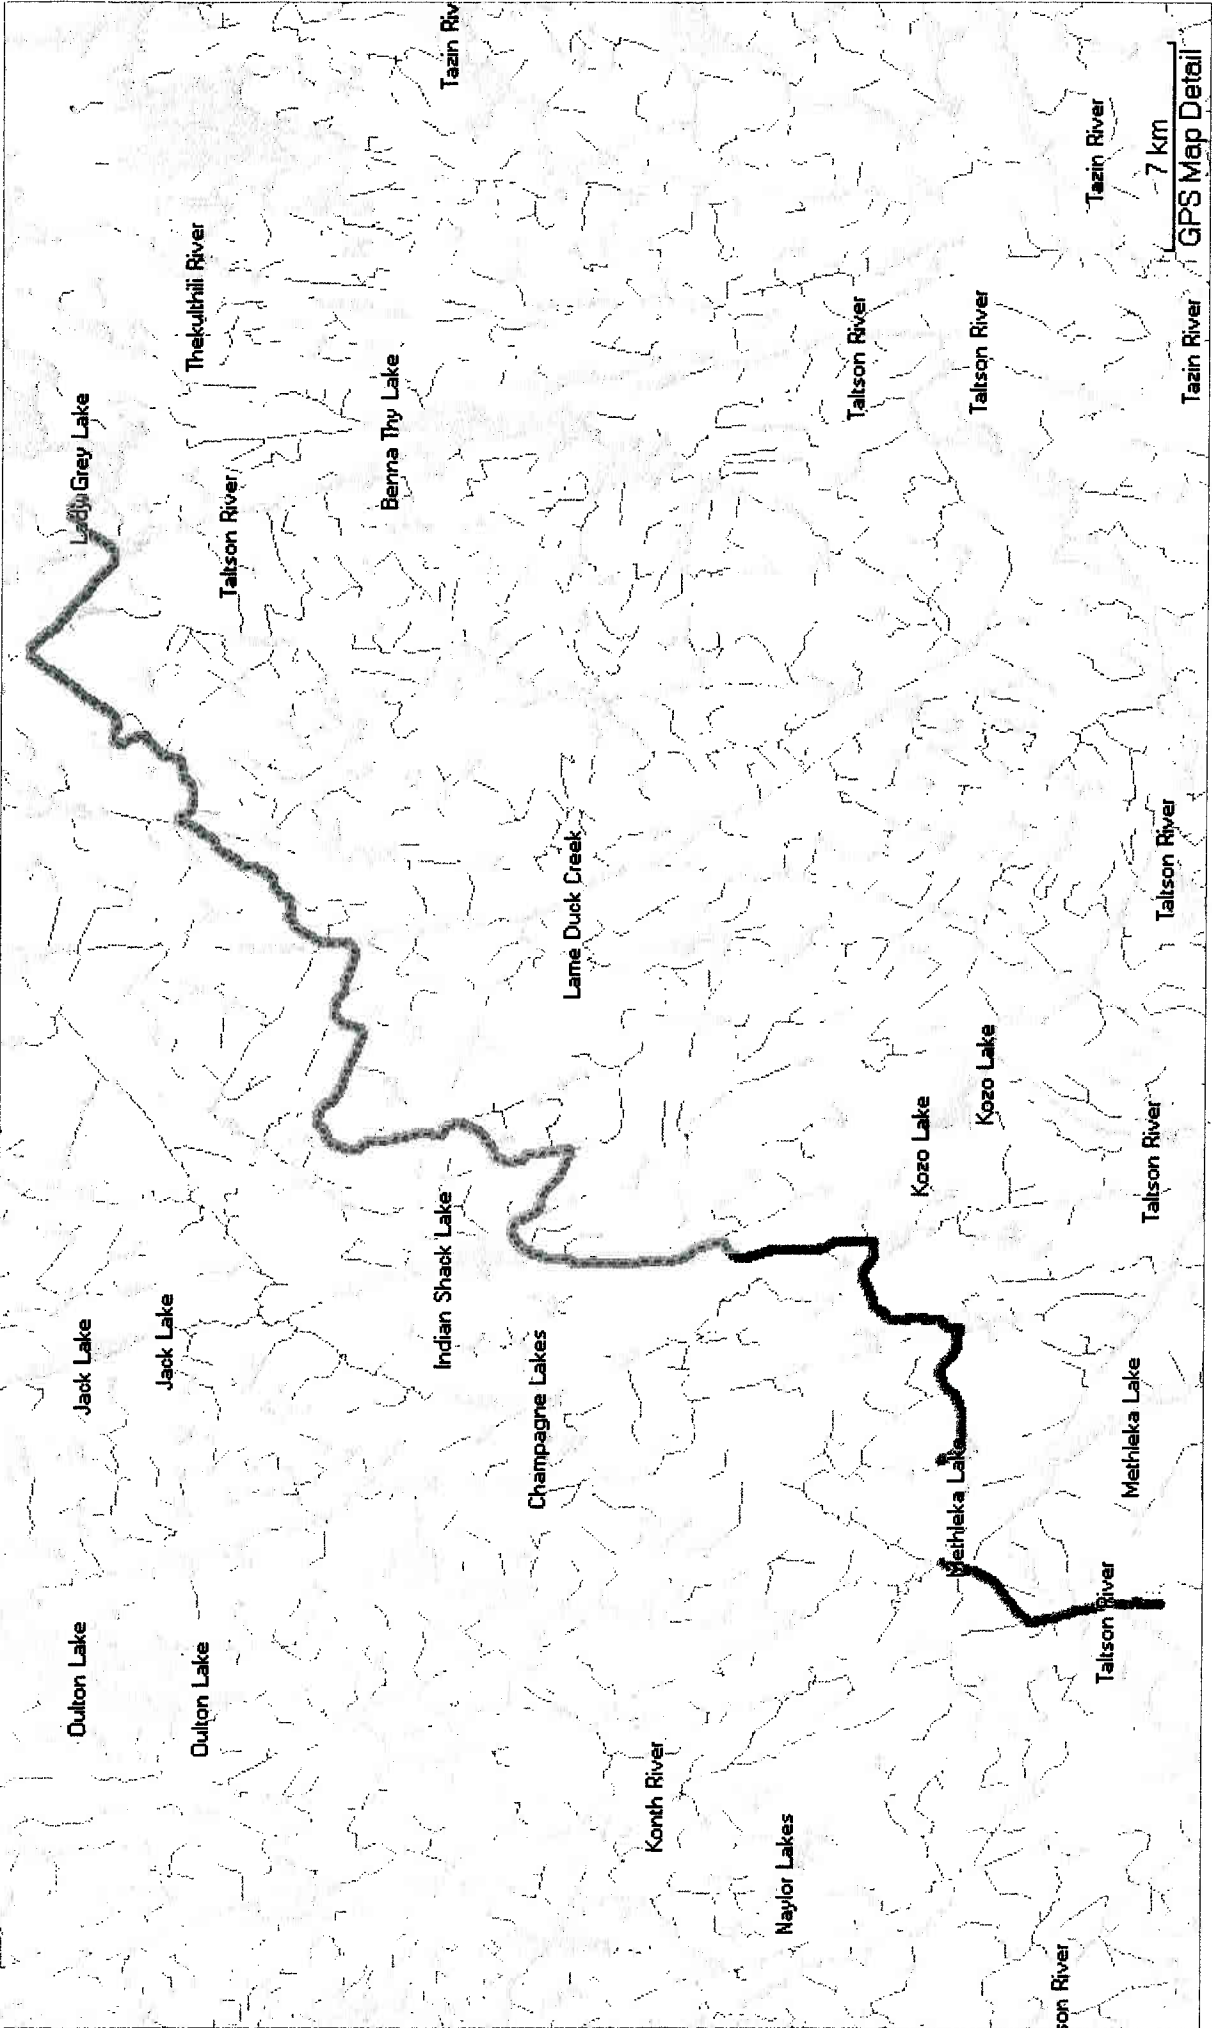 Lady Grey Lake
Jack Lake
Oulton Lake
Jack Lake
Thekulthili River
Oulton Lake
Taltson River
Benna Thy Lake
Tazin Riv
Indian Shack Lake
Champagne Lakes
Lame Duck Creek
Konth River
Naylor Lakes
Taltson River
Kozo Lake
Methleka Lake
Taltson River
Kozo Lake
son River
Tazin River
Taltson River
Methleka Lake
Taltson River
7 km
Taltson River
GPS Map Detail
Tazin River